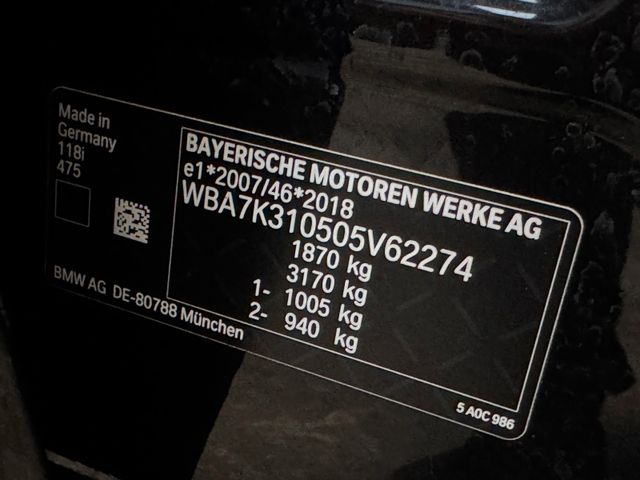 Made in
Germany
118i
475
BMW AG DE-80788 München
BAYERISCHE MOTOREN WERKE AG
e1*2007/46*2018
WBA7K310505V62274
1870 kg
3170 kg
1- 1005 kg
2- 940 kg
5 A0C 986